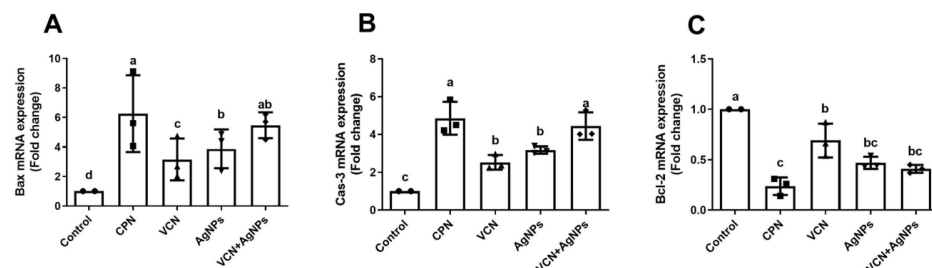 A
Bax mRNA expression
(Fold change)
10
8
6
4
2
0
d
a
c
b
ab
Control
CPN
VCN
AgNPs
VCN+AgNPs
B
Cas-3 mRNA expression
(Fold change)
8
6
4
2
0
c
a
b
b
a
Control
CPN
VCN
AgNPs
VCN+AgNPs
C
Bcl-2 mRNA expression
(Fold change)
1.5
1.0
0.5
0.0
a
c
b
bc
bc
Control
CPN
VCN
AgNPs
VCN+AgNPs